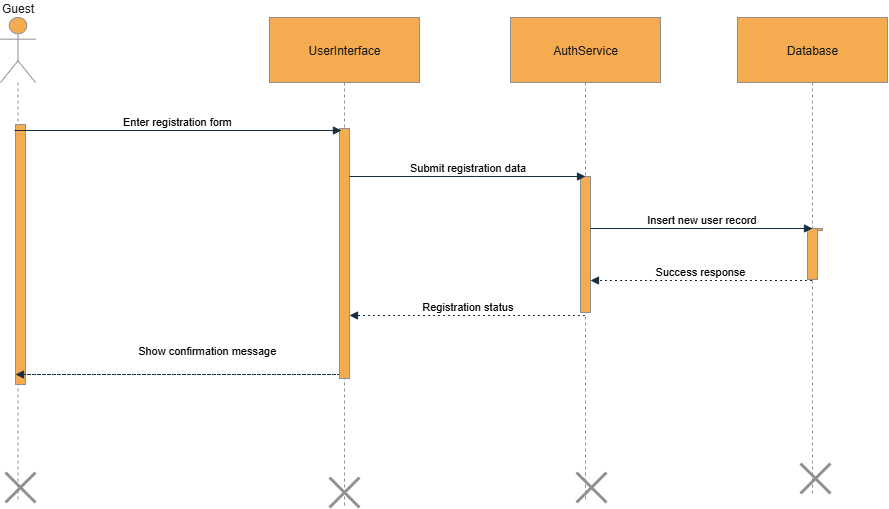 Guest
UserInterface
AuthService
Database
Enter registration form
Submit registration data
Insert new user record
Success response
Registration status
Show confirmation message